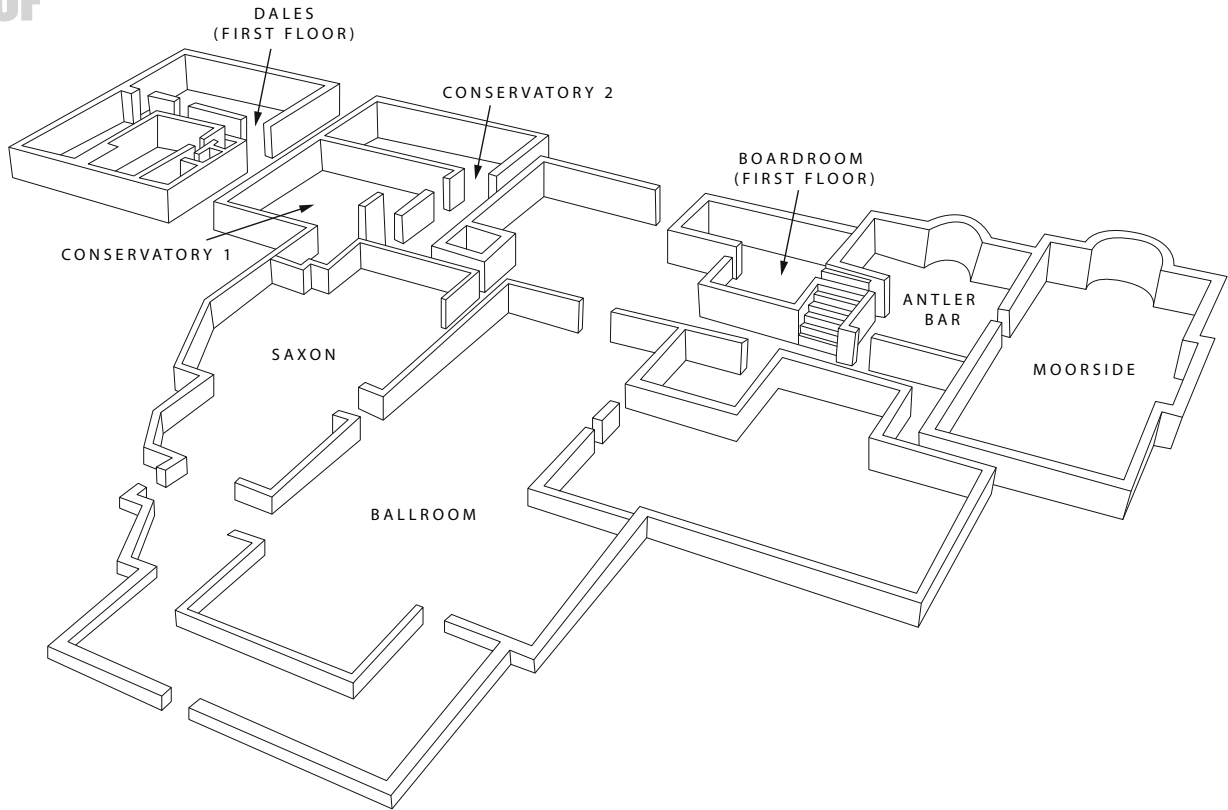 DALES
(FIRST FLOOR)
CONSERVATORY 2
BOARDROOM
(FIRST FLOOR)
CONSERVATORY 1
ANTLER
BAR
SAXON
MOORSIDE
BALLROOM